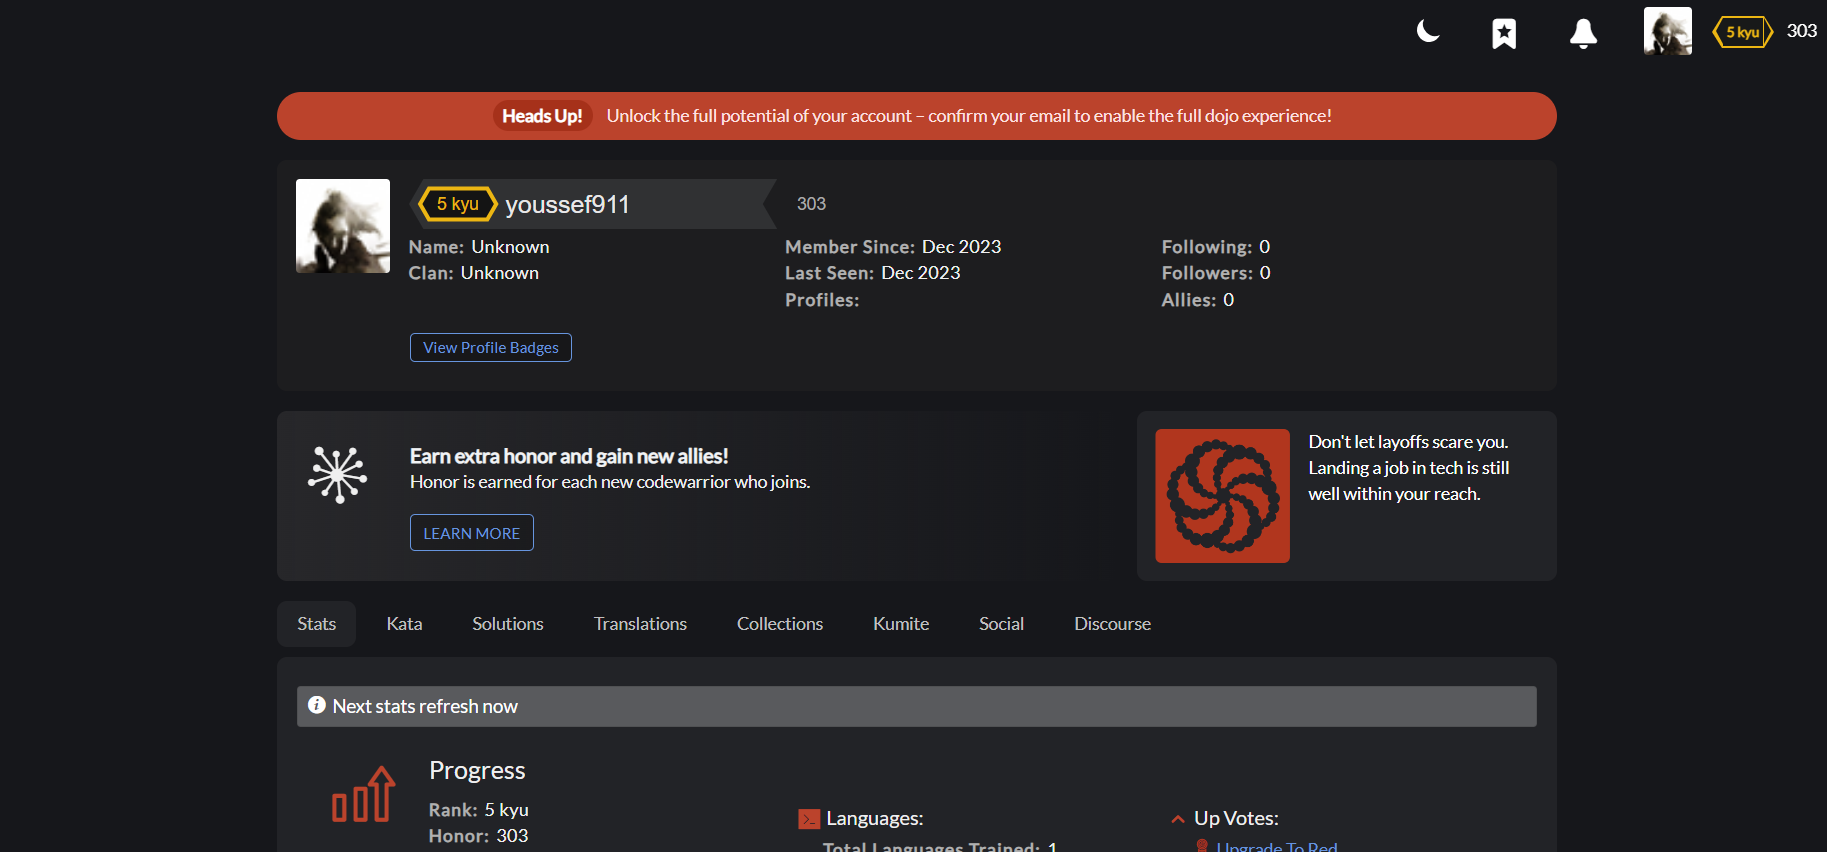 5 kyu 303
Heads Up! Unlock the full potential of your account – confirm your email to enable the full dojo experience!
5 kyu youssef911 303
Name: Unknown
Clan: Unknown
Member Since: Dec 2023
Last Seen: Dec 2023
Profiles:
Following: 0
Followers: 0
Allies: 0
View Profile Badges
Earn extra honor and gain new allies!
Honor is earned for each new codewarrior who joins.
LEARN MORE
Don't let layoffs scare you.
Landing a job in tech is still
well within your reach.
Stats Kata Solutions Translations Collections Kumite Social Discourse
Next stats refresh now
Progress
Rank: 5 kyu
Honor: 303
Languages:
Total Languages Trained: 1
Up Votes:
Upgrade To Red